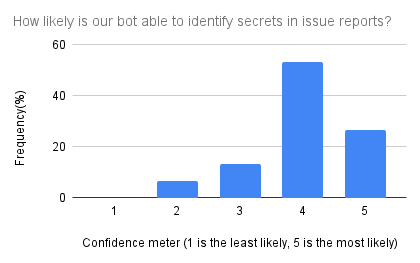 How likely is our bot able to identify secrets in issue reports?
60
40
20
0
Frequency(%)
1 2 3 4 5
Confidence meter (1 is the least likely, 5 is the most likely)